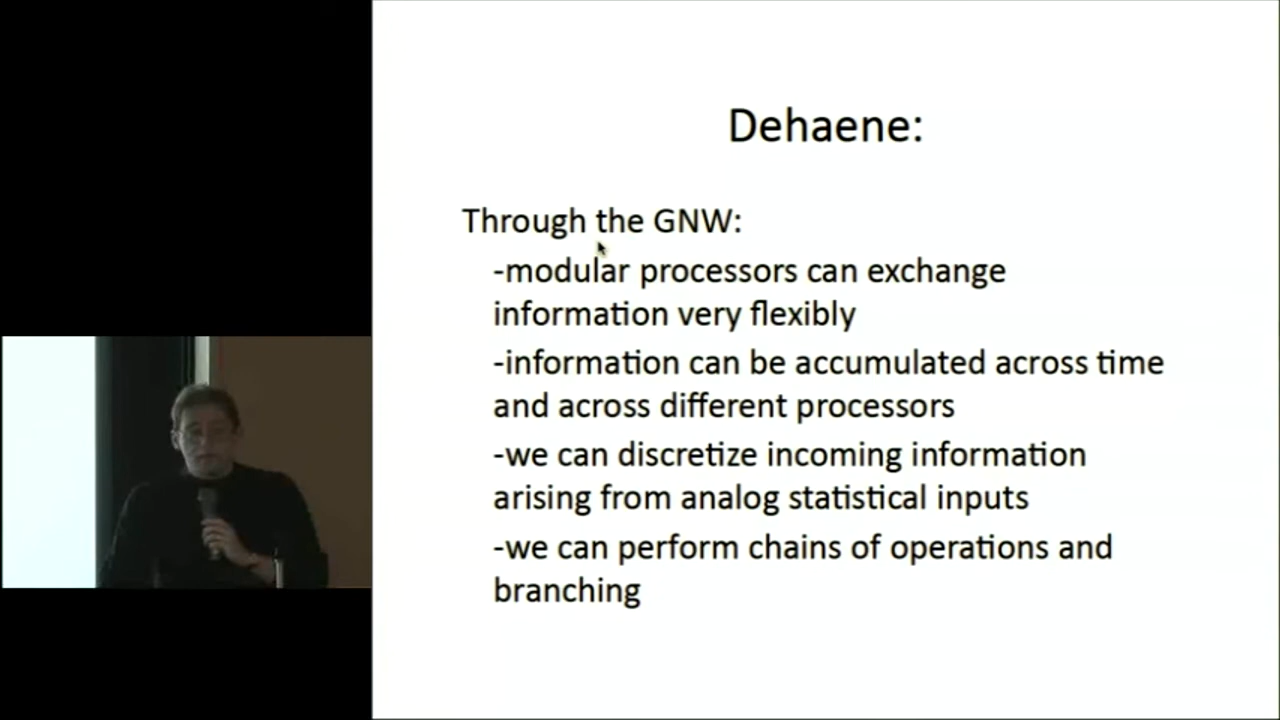 Dehaene:
Through the GNW:
-modular processors can exchange
information very flexibly
-information can be accumulated across time
and across different processors
-we can discretize incoming information
arising from analog statistical inputs
-we can perform chains of operations and
branching